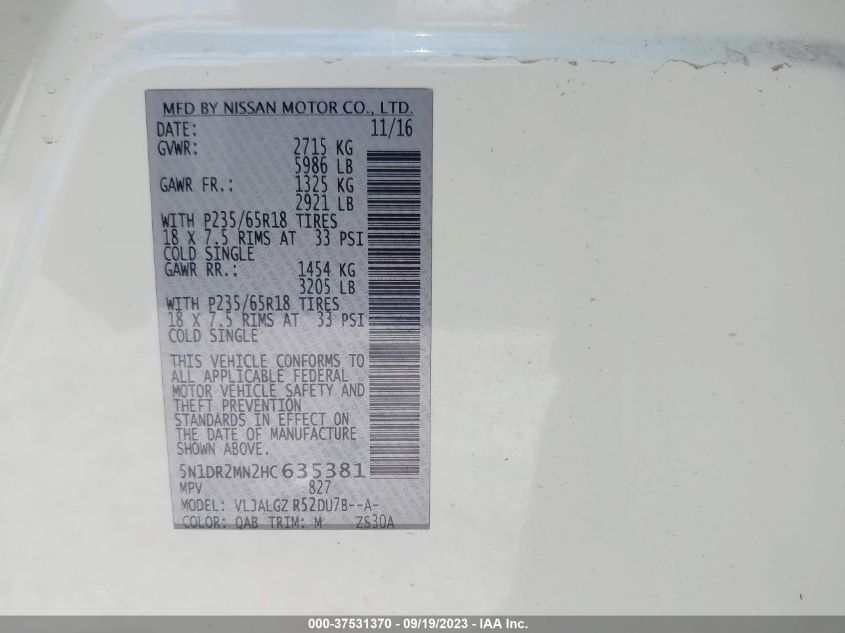 MFD BY NISSAN MOTOR CO., LTD.
DATE: 11/16
GVWR: 2715 KG
5986 LB
GAWR FR.: 1325 KG
2921 LB
WITH P235/65R18 TIRES
18 X 7.5 RIMS AT 33 PSI
COLD SINGLE
GAWR RR.: 1454 KG
3205 LB
WITH P235/65R18 TIRES
18 X 7.5 RIMS AT 33 PSI
COLD SINGLE
THIS VEHICLE CONFORMS TO
ALL APPLICABLE FEDERAL
MOTOR VEHICLE SAFETY AND
THEFT PREVENTION
STANDARDS IN EFFECT ON
THE DATE OF MANUFACTURE
SHOWN ABOVE.
5N1DR2MN2HC635381
MPV 827
MODEL: VLJALGZ R52DU7B--A-
COLOR: QAB TRIM: M ZS30A
000-37531370 - 09/19/2023 - IAA Inc.